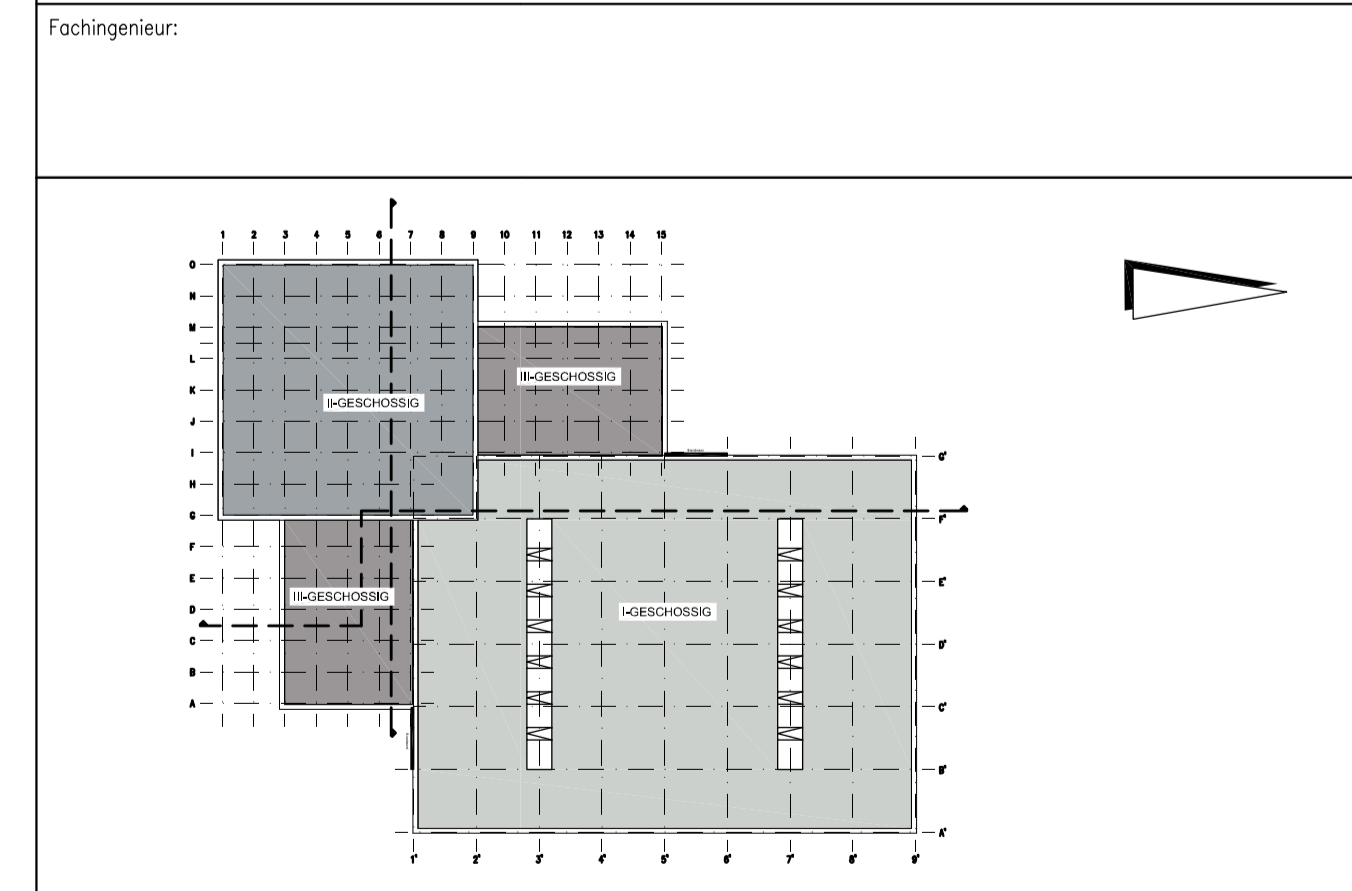 Fachingenieur:
1 2 3 4 5 6 7 8 9 10 11 12 13 14 15
O
N
M
L
III-GESCHOSSIG
K
II-GESCHOSSIG
J
I
G'
H
G
F'
F
E
E'
III-GESCHOSSIG
D
I-GESCHOSSIG
C
D'
B
A
C'
B'
A'
1' 2' 3' 4' 5' 6' 7' 8' 9'